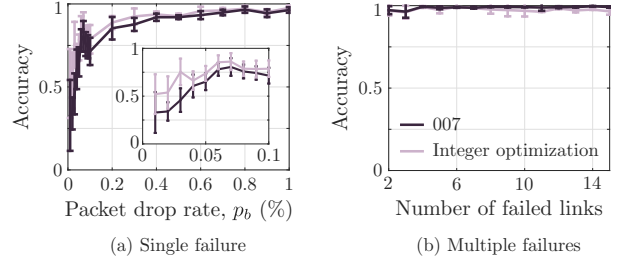 1
0.5
0
Accuracy
0 0.2 0.4 0.6 0.8 1
Packet drop rate, p_b (%)
1
0.5
0
0 0.05 0.1
(a) Single failure
1
0.5
0
Accuracy
007
Integer optimization
2 6 10 14
Number of failed links
(b) Multiple failures